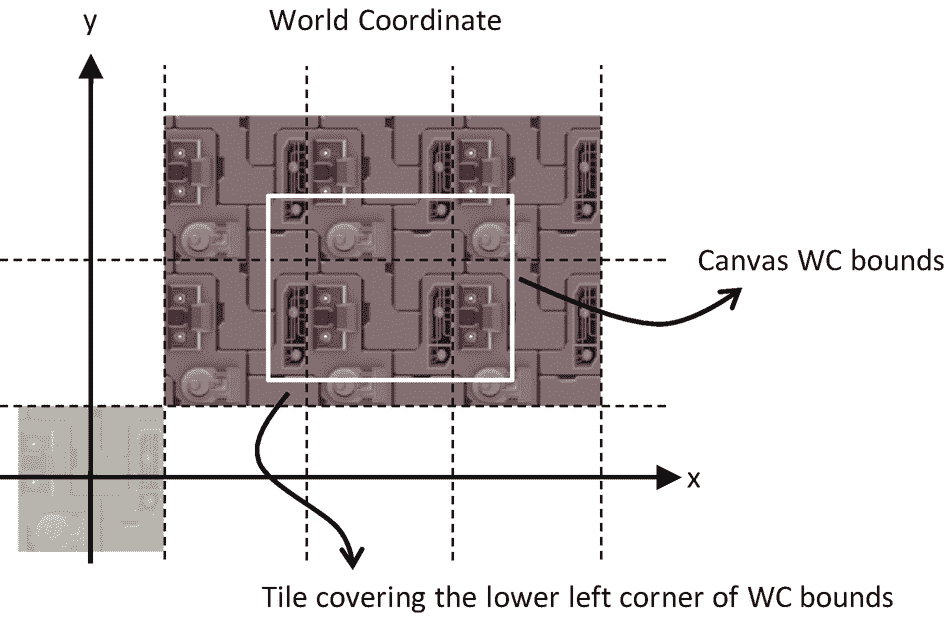 World Coordinate
y
Canvas WC bounds
x
Tile covering the lower left corner of WC bounds